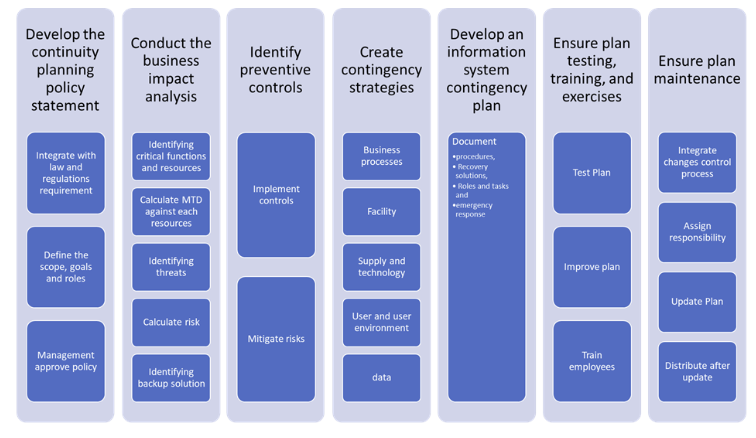 Develop the
continuity
planning
policy
statement
Integrate with
law and
regulations
requirement
Define the
scope, goals
and roles
Management
approve policy
Conduct the
business
impact
analysis
Identifying
critical functions
and resources
Calculate MTD
against each
resources
Identifying
threats
Calculate risk
Identifying
backup solution
Identify
preventive
controls
Implement
controls
Mitigate risks
Create
contingency
strategies
Business
processes
Facility
Supply and
technology
User and user
environment
data
Develop an
information
system
contingency
plan
Document
•procedures,
• Recovery
solutions,
• Roles and tasks
and
•emergency
response
Ensure plan
testing,
training, and
exercises
Test Plan
Improve plan
Train
employees
Ensure plan
maintenance
Integrate
changes control
process
Assign
responsibility
Update Plan
Distribute after
update